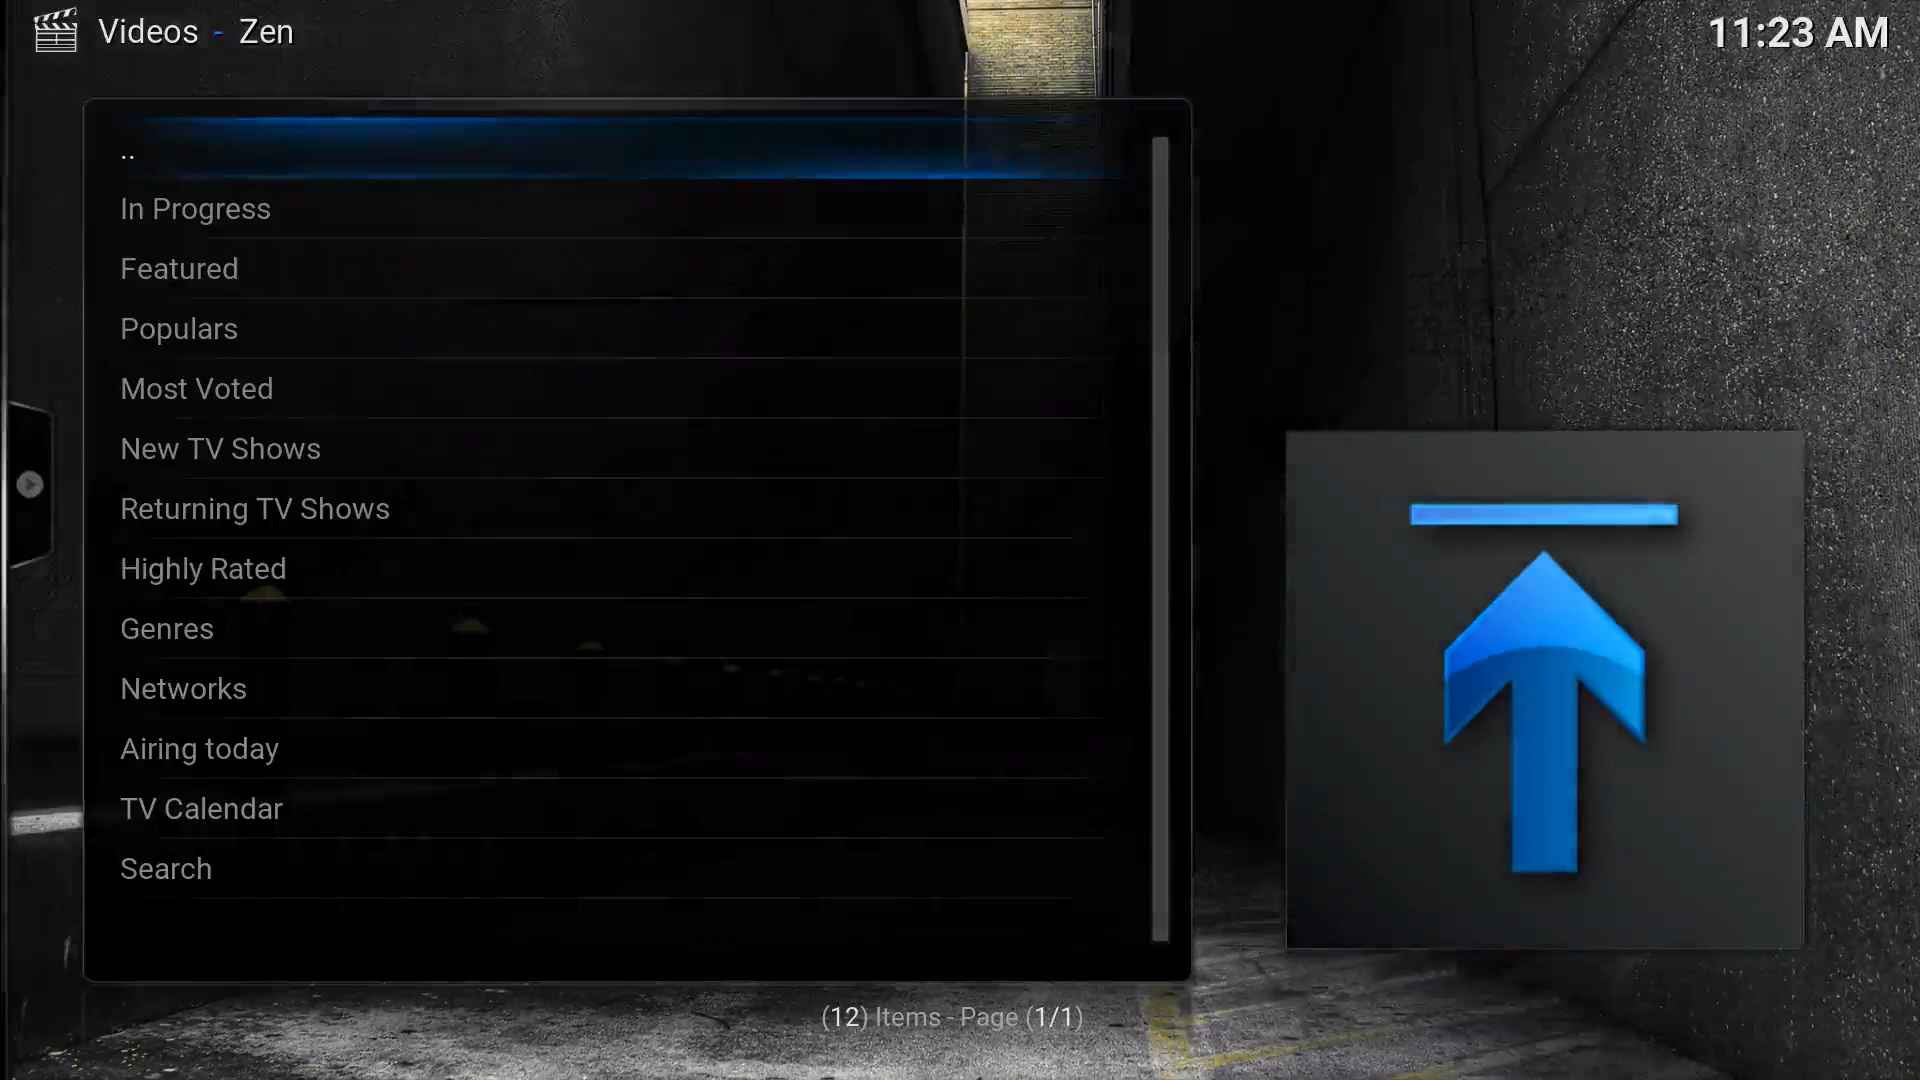 Videos - Zen
11:23 AM
..
In Progress
Featured
Populars
Most Voted
New TV Shows
Returning TV Shows
Highly Rated
Genres
Networks
Airing today
TV Calendar
Search
(12) Items - Page (1/1)